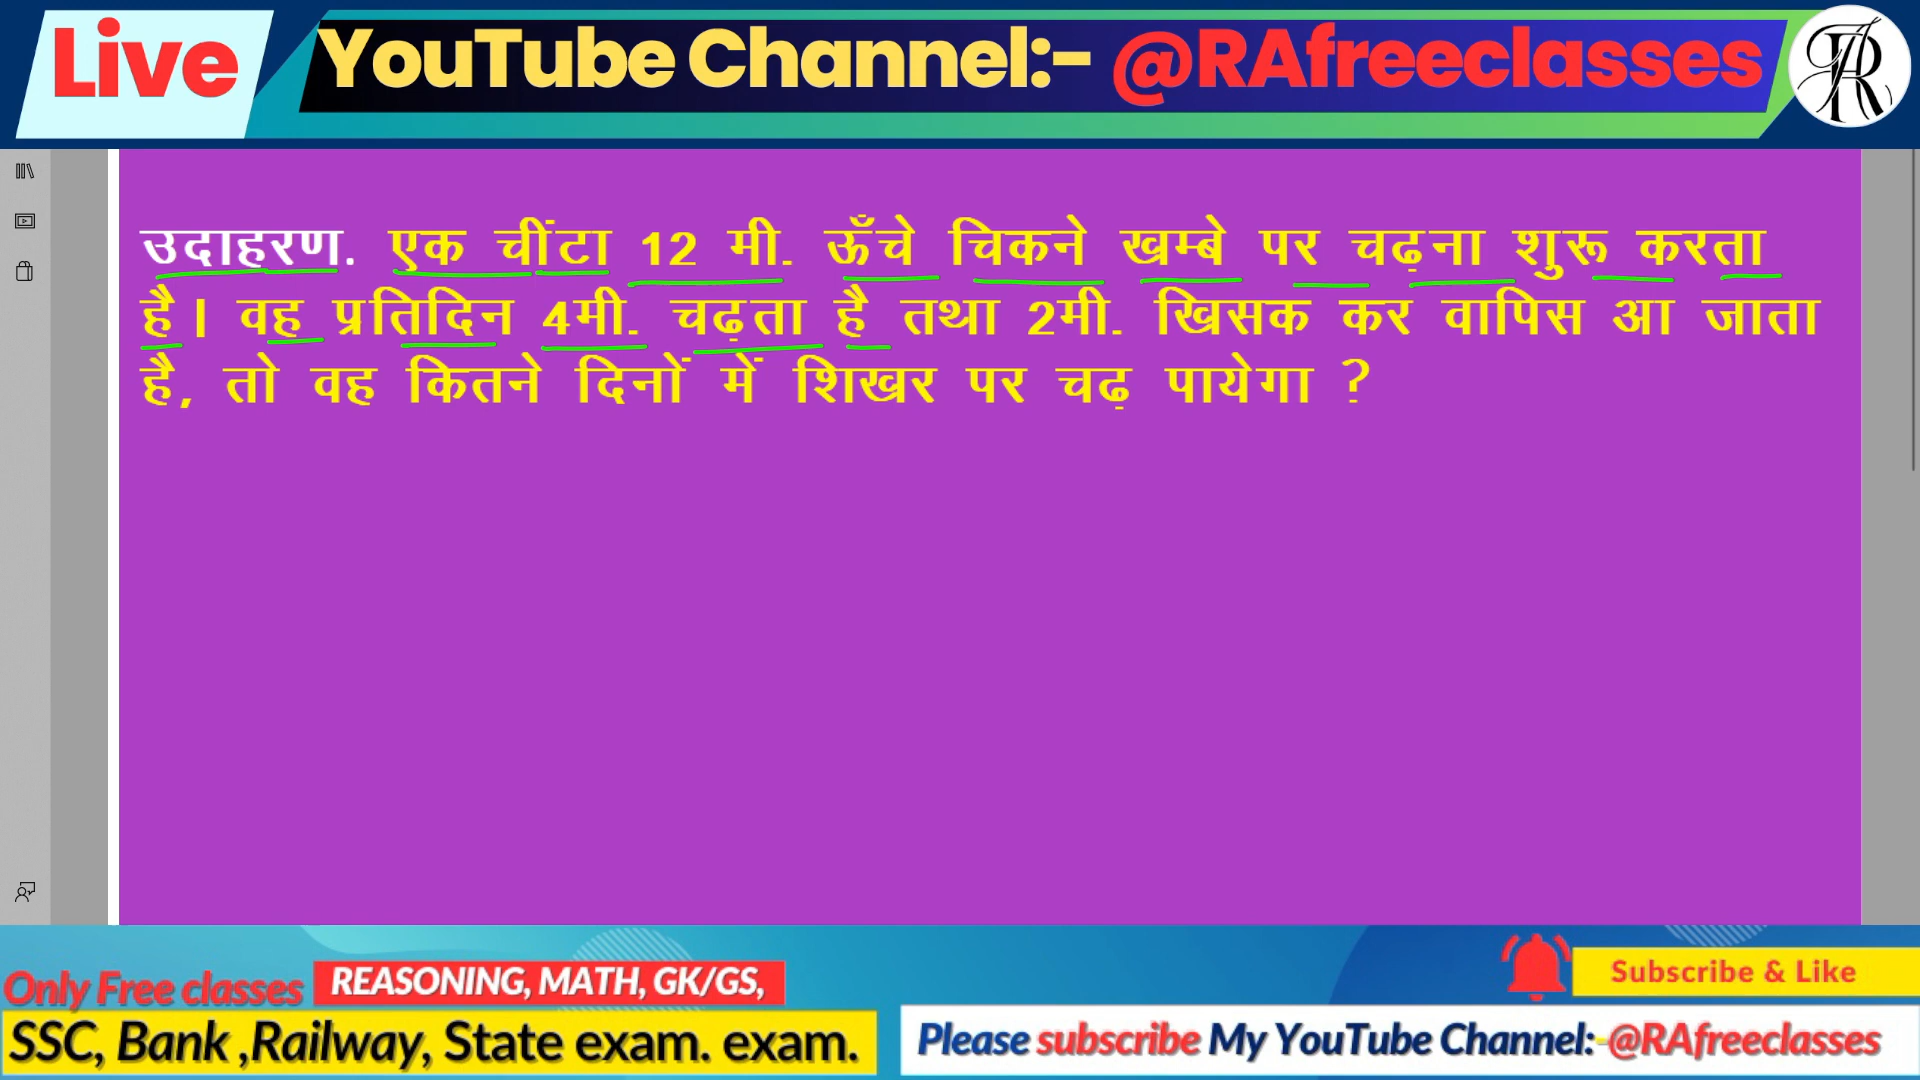 Live
YouTube Channel:- @RAfreeclasses
उदाहरण. एक चींटा 12 मी. ऊँचे चिकने खम्बे पर चढ़ना शुरू करता
है। वह प्रतिदिन 4मी. चढ़ता है तथा 2मी. खिसक कर वापिस आ जाता
है, तो वह कितने दिनों में शिखर पर चढ़ पायेगा ?
Only Free classes REASONING, MATH, GK/GS,
Subscribe & Like
SSC, Bank ,Railway, State exam. exam.
Please subscribe My YouTube Channel:-@RAfreeclasses